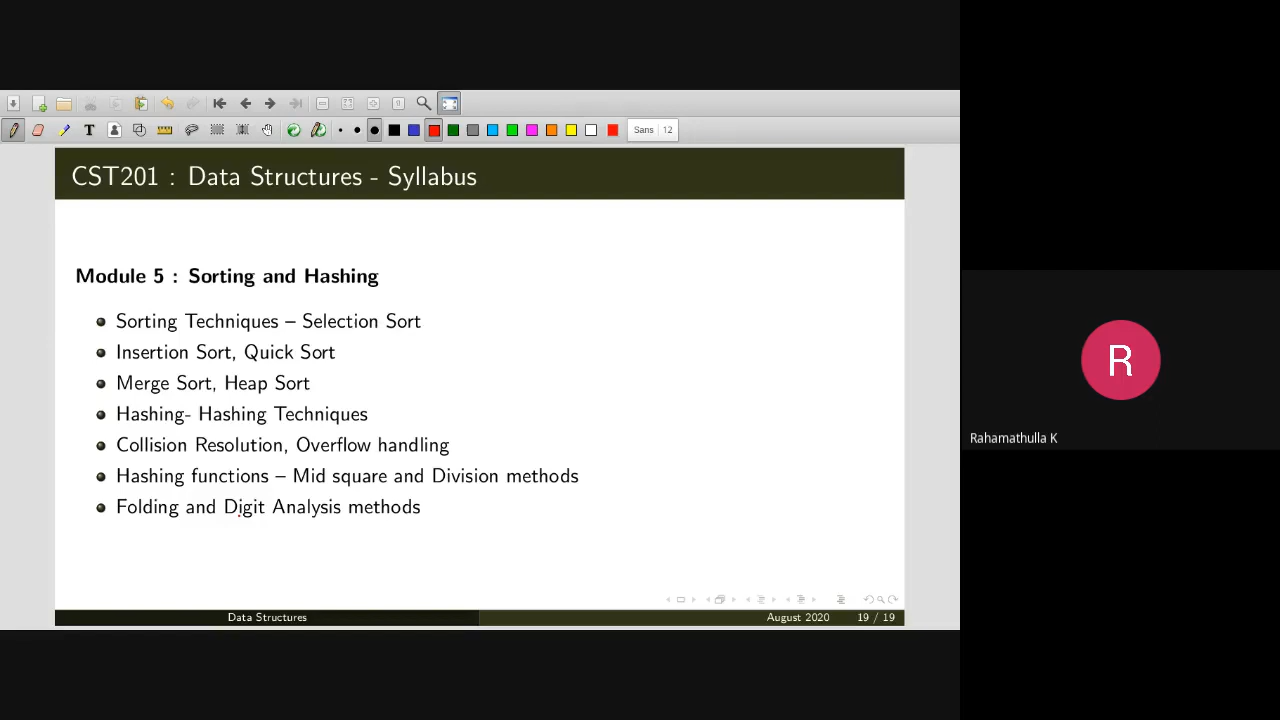 T
Sans 12
CST201 : Data Structures - Syllabus
Module 5 : Sorting and Hashing
Sorting Techniques – Selection Sort
Insertion Sort, Quick Sort
Merge Sort, Heap Sort
Hashing- Hashing Techniques
Collision Resolution, Overflow handling
Hashing functions – Mid square and Division methods
Folding and Digit Analysis methods
Data Structures August 2020 19 / 19
R
Rahamathulla K